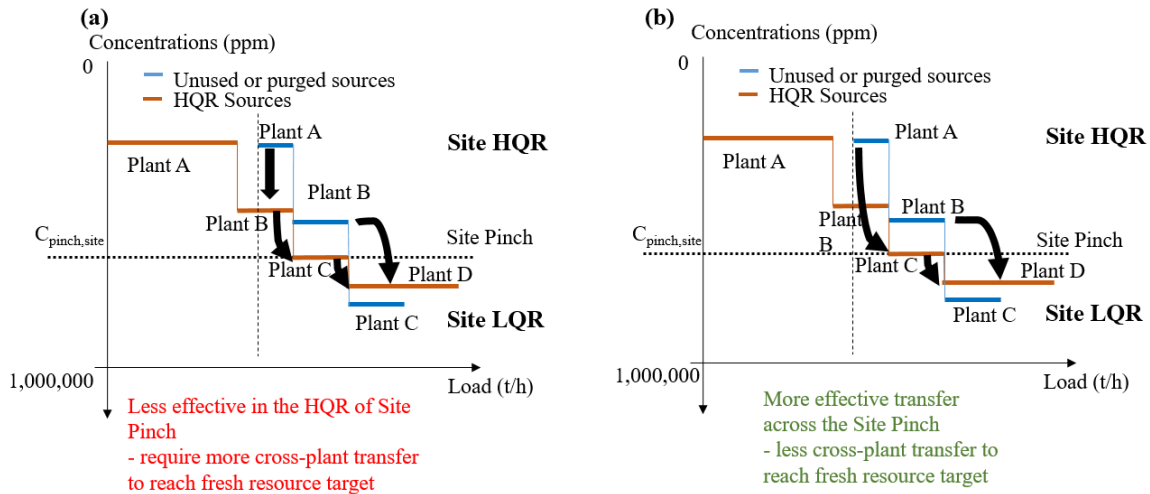 (a)
Concentrations (ppm)
0
Unused or purged sources
HQR Sources
Plant A
Site HQR
Plant A
Plant B
Plant B
C pinch,site
Site Pinch
Plant C
Plant D
Plant C
Site LQR
1,000,000
Load (t/h)
Less effective in the HQR of Site
Pinch
- require more cross-plant transfer
to reach fresh resource target
(b)
Concentrations (ppm)
0
Unused or purged sources
HQR Sources
Plant A
Site HQR
Plant A
Plant B
Plant
B
C pinch,site
Site Pinch
Plant C
Plant D
Plant C
Site LQR
1,000,000
Load (t/h)
More effective transfer
across the Site Pinch
- less cross-plant transfer to
reach fresh resource target